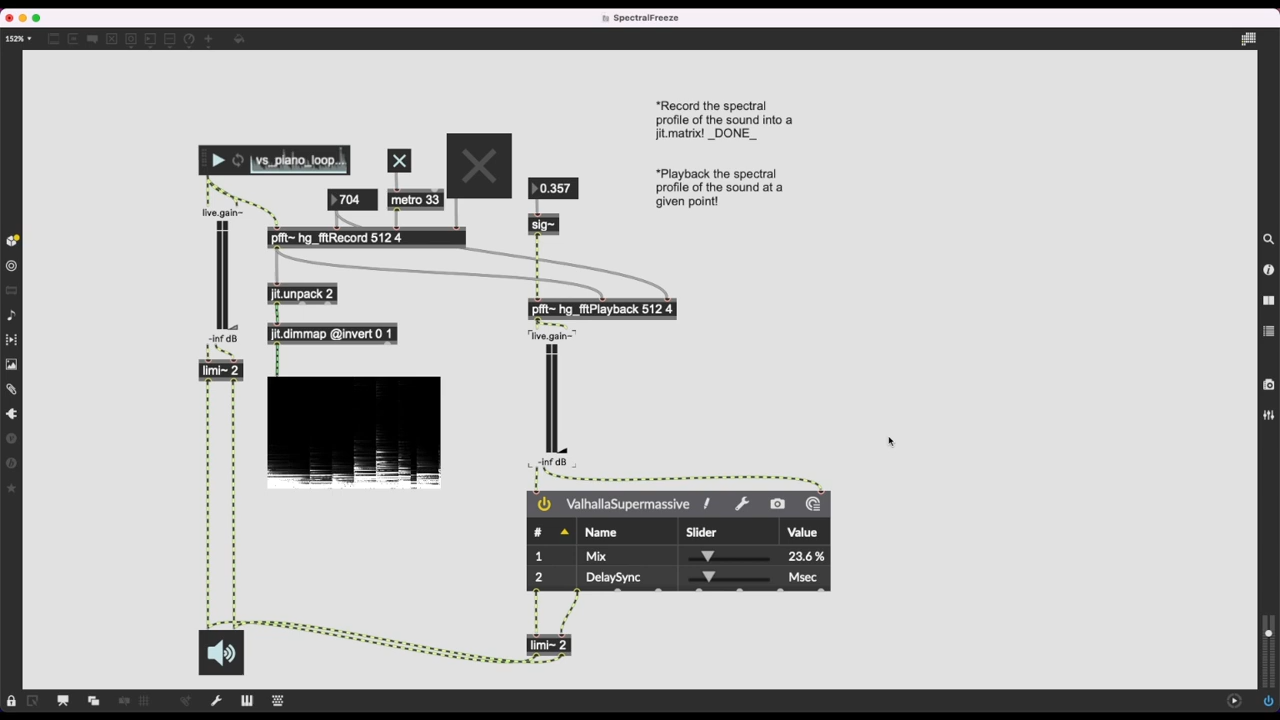 SpectralFreeze
152%
*Record the spectral
profile of the sound into a
jit.matrix! _DONE_
*Playback the spectral
profile of the sound at a
given point!
vs_piano_loop...
704
metro 33
0.357
live.gain~
sig~
pfft~ hg_fftRecord 512 4
jit.unpack 2
pfft~ hg_fftPlayback 512 4
jit.dimmap @invert 0 1
live.gain~
-inf dB
limi~ 2
-inf dB
ValhallaSupermassive
# Name Slider Value
1 Mix 23.6 %
2 DelaySync Msec
limi~ 2